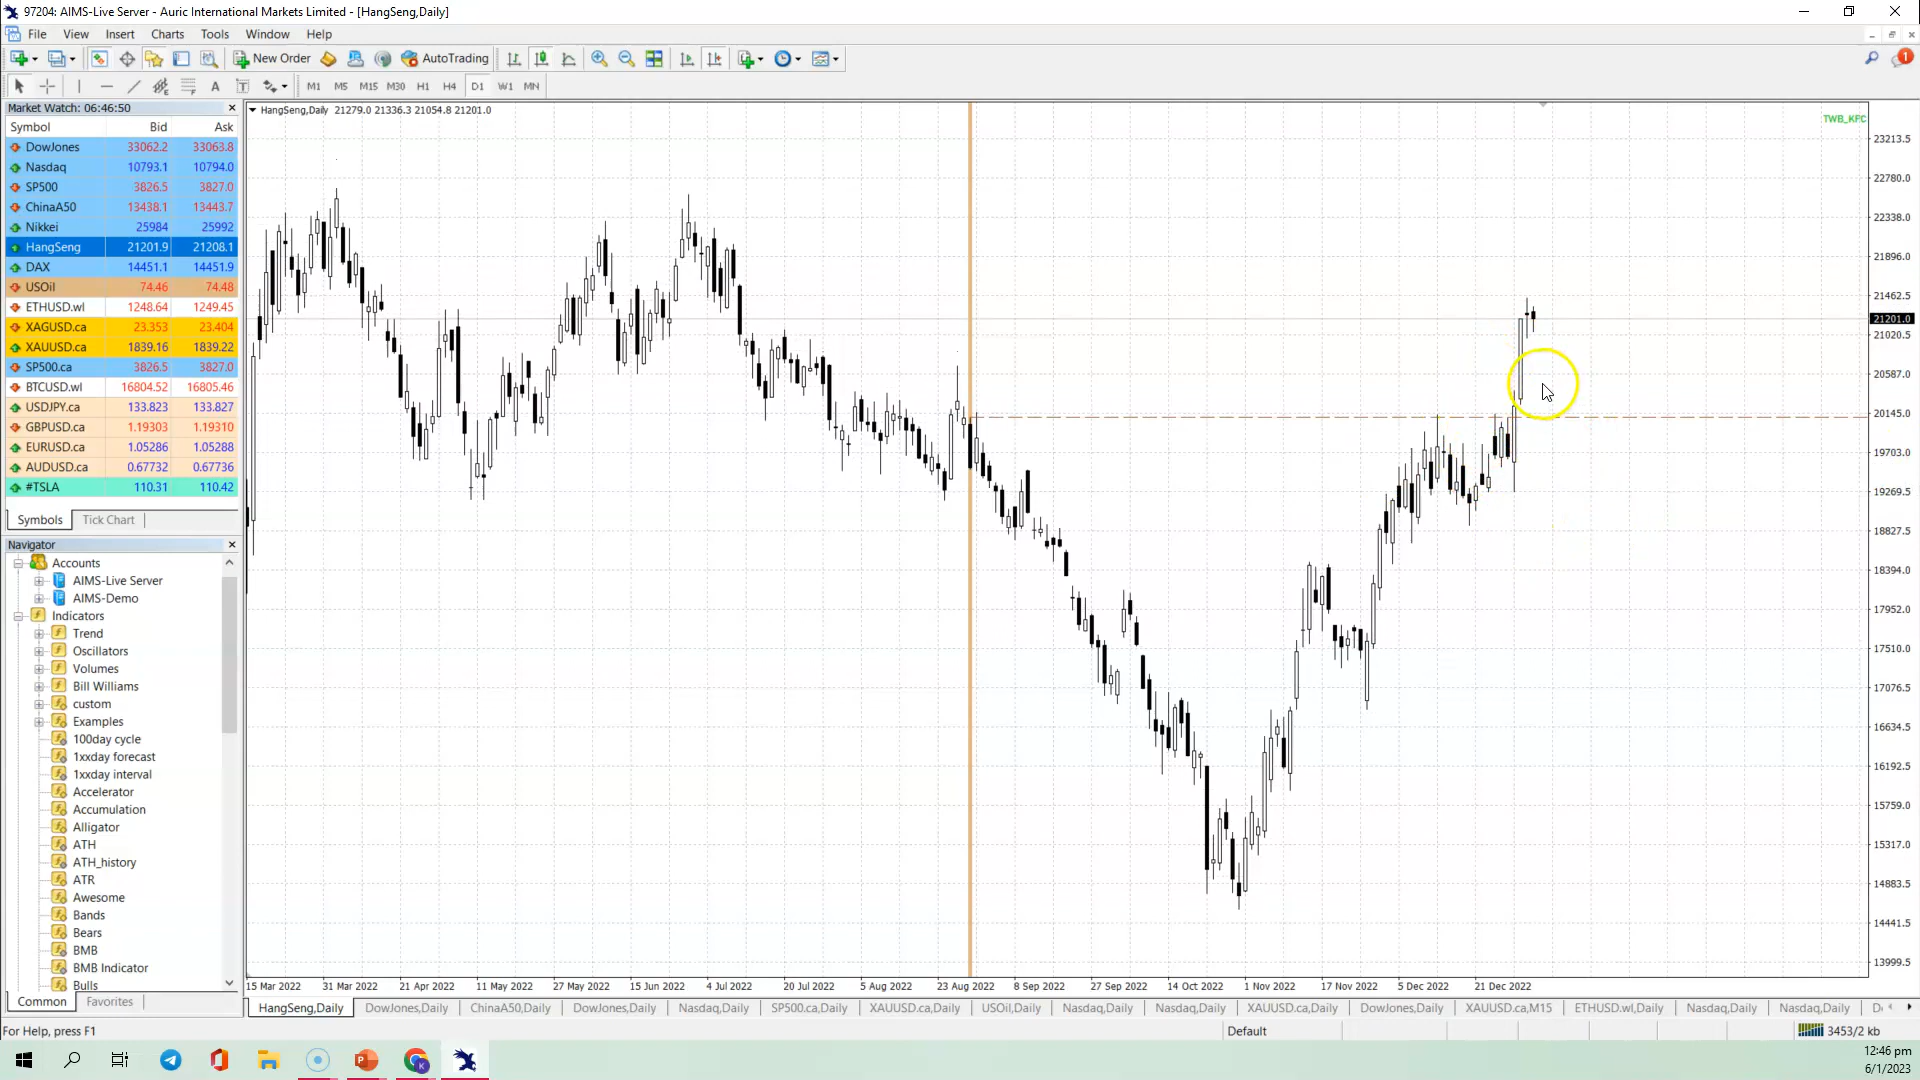 97204: AIMS-Live Server - Auric International Markets Limited - [HangSeng,Daily]
File View Insert Charts Tools Window Help
New Order AutoTrading
M1 M5 M15 M30 H1 H4 D1 W1 MN
Market Watch: 06:46:50
Symbol Bid Ask
DowJones 33062.2 33063.8
Nasdaq 10793.1 10794.0
SP500 3826.5 3827.0
ChinaA50 13438.1 13443.7
Nikkei 25984 25992
HangSeng 21201.9 21208.1
DAX 14451.1 14451.9
USOil 74.46 74.48
ETHUSD.wl 1248.64 1249.45
XAGUSD.ca 23.353 23.404
XAUUSD.ca 1839.16 1839.22
SP500.ca 3826.5 3827.0
BTCUSD.wl 16804.52 16805.46
USDJPY.ca 133.823 133.827
GBPUSD.ca 1.19303 1.19310
EURUSD.ca 1.05286 1.05288
AUDUSD.ca 0.67732 0.67736
#TSLA 110.31 110.42
Symbols Tick Chart
Navigator
Accounts
AIMS-Live Server
AIMS-Demo
Indicators
Trend
Oscillators
Volumes
Bill Williams
custom
Examples
100day cycle
1xxday forecast
1xxday interval
Accelerator
Accumulation
Alligator
ATH
ATH_history
ATR
Awesome
Bands
Bears
BMB
BMB Indicator
Bulls
Common Favorites
HangSeng,Daily 21279.0 21336.3 21054.8 21201.0
TWB_KFC
23213.5
22780.0
22338.0
21896.0
21462.5
21201.0
21020.5
20587.0
20145.0
19703.0
19269.5
18827.5
18394.0
17952.0
17510.0
17076.5
16634.5
16192.5
15759.0
15317.0
14883.5
14441.5
13999.5
15 Mar 2022 31 Mar 2022 21 Apr 2022 11 May 2022 27 May 2022 15 Jun 2022 4 Jul 2022 20 Jul 2022 5 Aug 2022 23 Aug 2022 8 Sep 2022 27 Sep 2022 14 Oct 2022 1 Nov 2022 17 Nov 2022 5 Dec 2022 21 Dec 2022
HangSeng,Daily DowJones,Daily ChinaA50,Daily DowJones,Daily Nasdaq,Daily SP500.ca,Daily XAUUSD.ca,Daily USOil,Daily Nasdaq,Daily Nasdaq,Daily XAUUSD.ca,Daily DowJones,Daily XAUUSD.ca,M15 ETHUSD.wl,Daily Nasdaq,Daily Nasdaq,Daily
For Help, press F1 Default 3453/2 kb
12:46 pm
6/1/2023